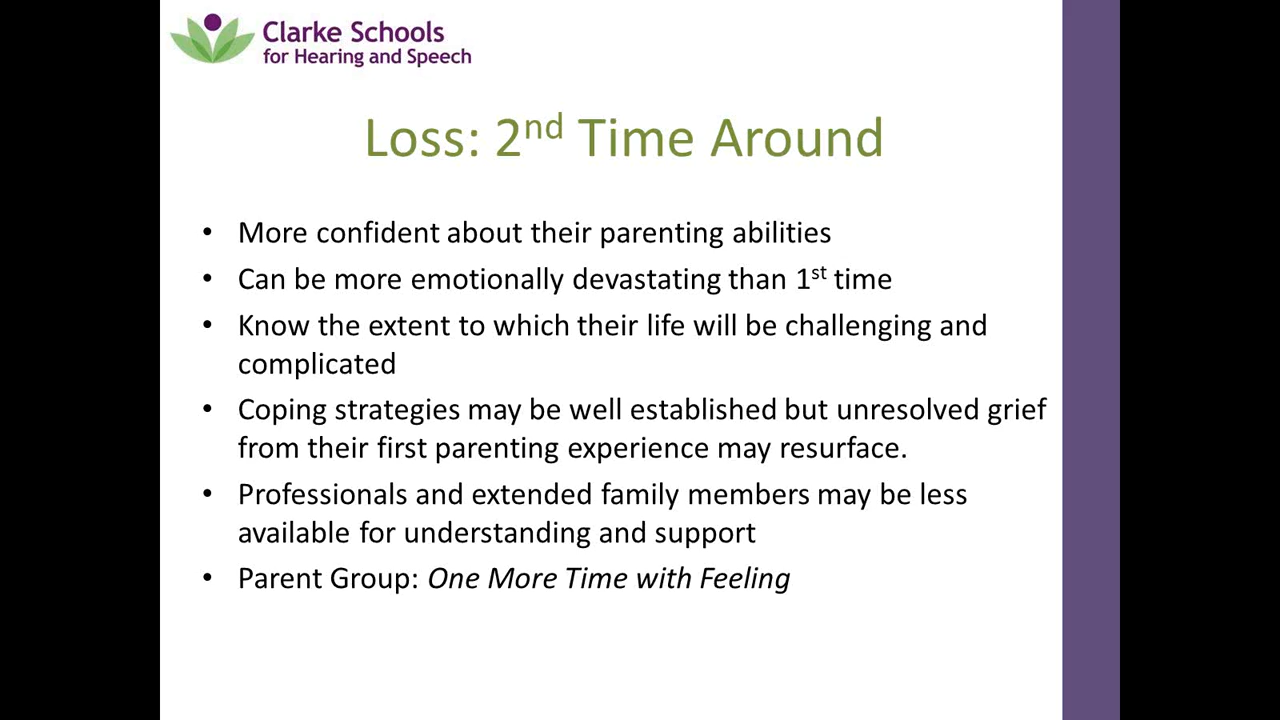 Clarke Schools
for Hearing and Speech
Loss: 2nd Time Around
• More confident about their parenting abilities
• Can be more emotionally devastating than 1st time
• Know the extent to which their life will be challenging and
complicated
• Coping strategies may be well established but unresolved grief
from their first parenting experience may resurface.
• Professionals and extended family members may be less
available for understanding and support
• Parent Group: One More Time with Feeling